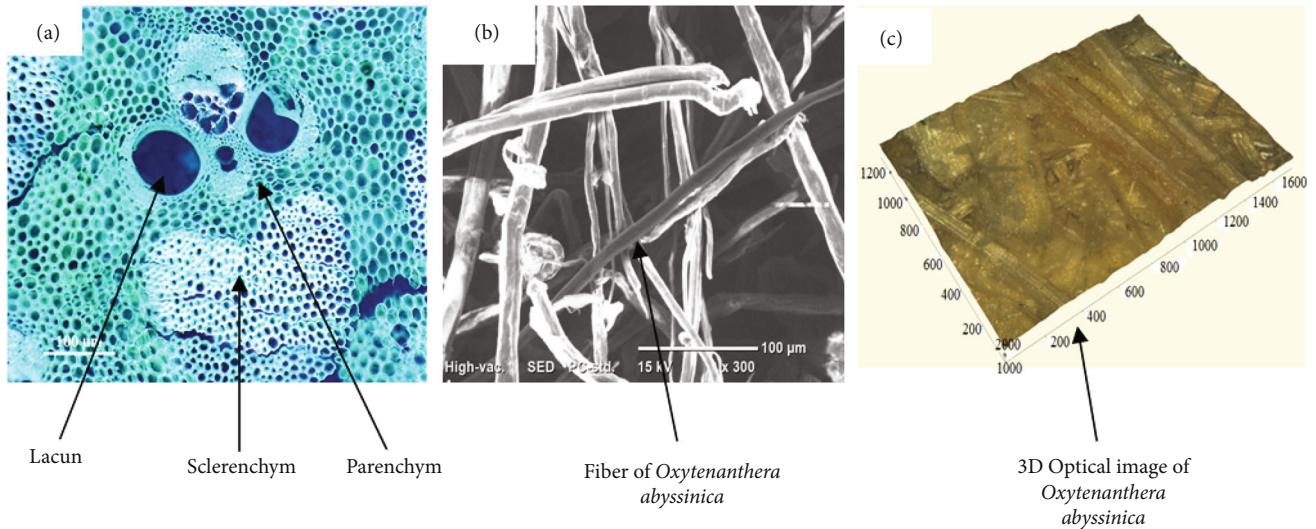 (a)
100 μm
Lacun
Sclerenchym
Parenchym
(b)
High-vac. SED PC-std. 15 kV x 300
100 μm
Fiber of Oxytenanthera
abyssinica
(c)
1200
1000
800
600
400
200
2000
1000
200
400
600
800
1000
1200
1400
1600
3D Optical image of
Oxytenanthera
abyssinica